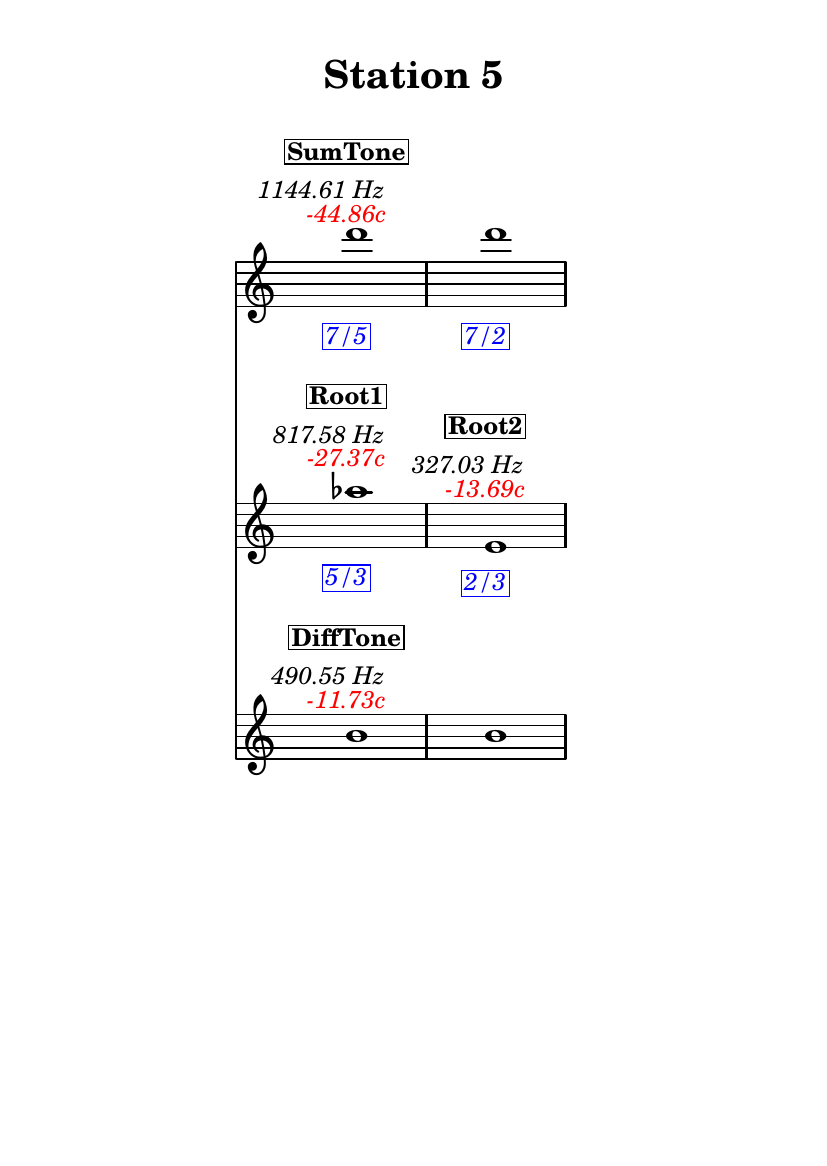 Station 5
SumTone
1144.61 Hz
-44.86c
7/5 7/2
Root1
817.58 Hz
-27.37c
Root2
327.03 Hz
-13.69c
5/3 2/3
DiffTone
490.55 Hz
-11.73c